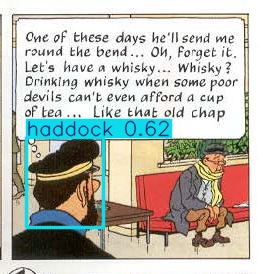 One of these days he'll send me
round the bend... Oh, forget it.
Let's have a whisky... Whisky?
Drinking whisky when some poor
devils can't even afford a cup
of tea... Like that old chap
haddock 0.62